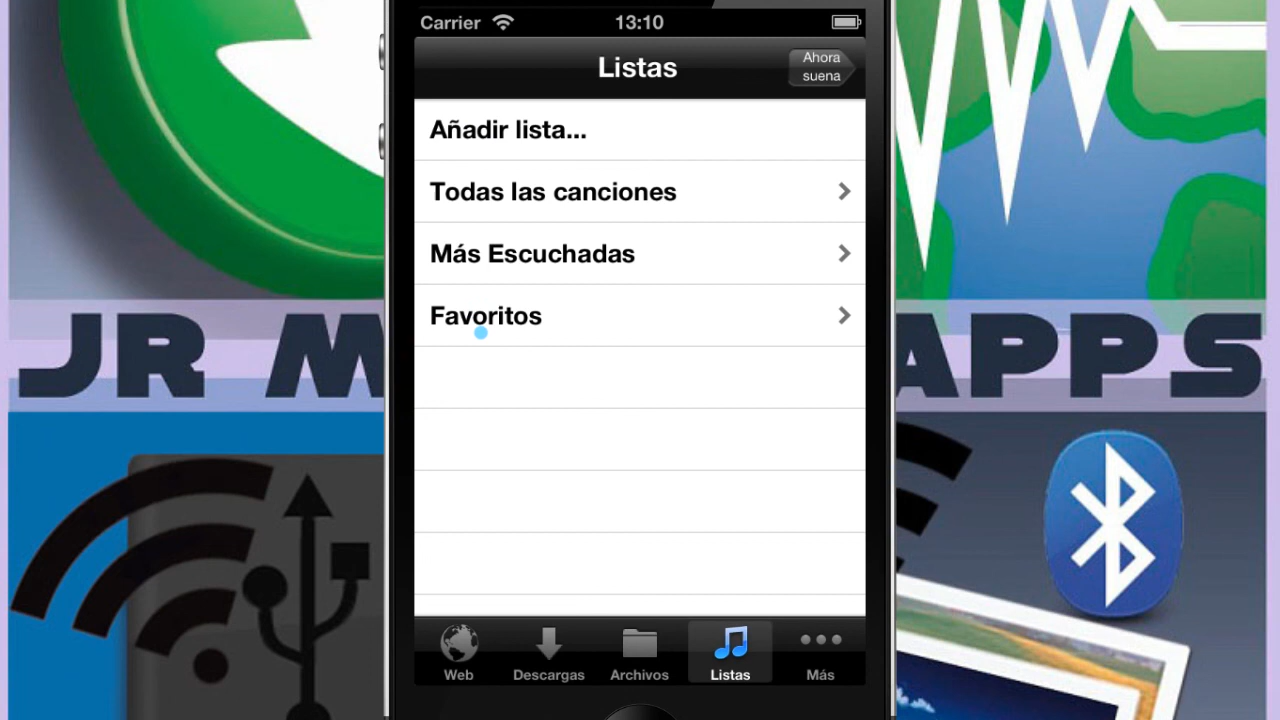 Carrier 13:10
Listas
Ahora
suena
Añadir lista...
Todas las canciones
Más Escuchadas
Favoritos
JR M APPS
Web Descargas Archivos Listas Más